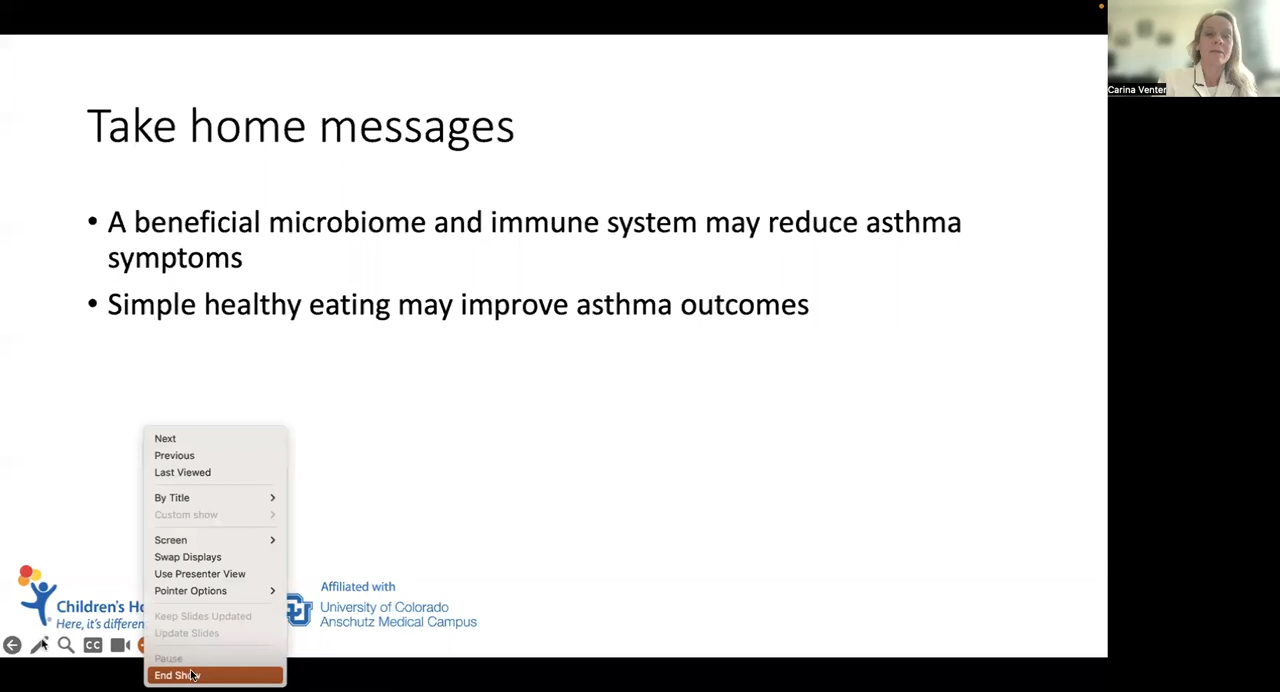 Carina Venter
Take home messages
• A beneficial microbiome and immune system may reduce asthma
symptoms
• Simple healthy eating may improve asthma outcomes
Next
Previous
Last Viewed
By Title
Custom show
Screen
Swap Displays
Use Presenter View
Pointer Options
Keep Slides Updated
Update Slides
Pause
End Show
Children's
Here, it's
Affiliated with
University of Colorado
Anschutz Medical Campus
CC